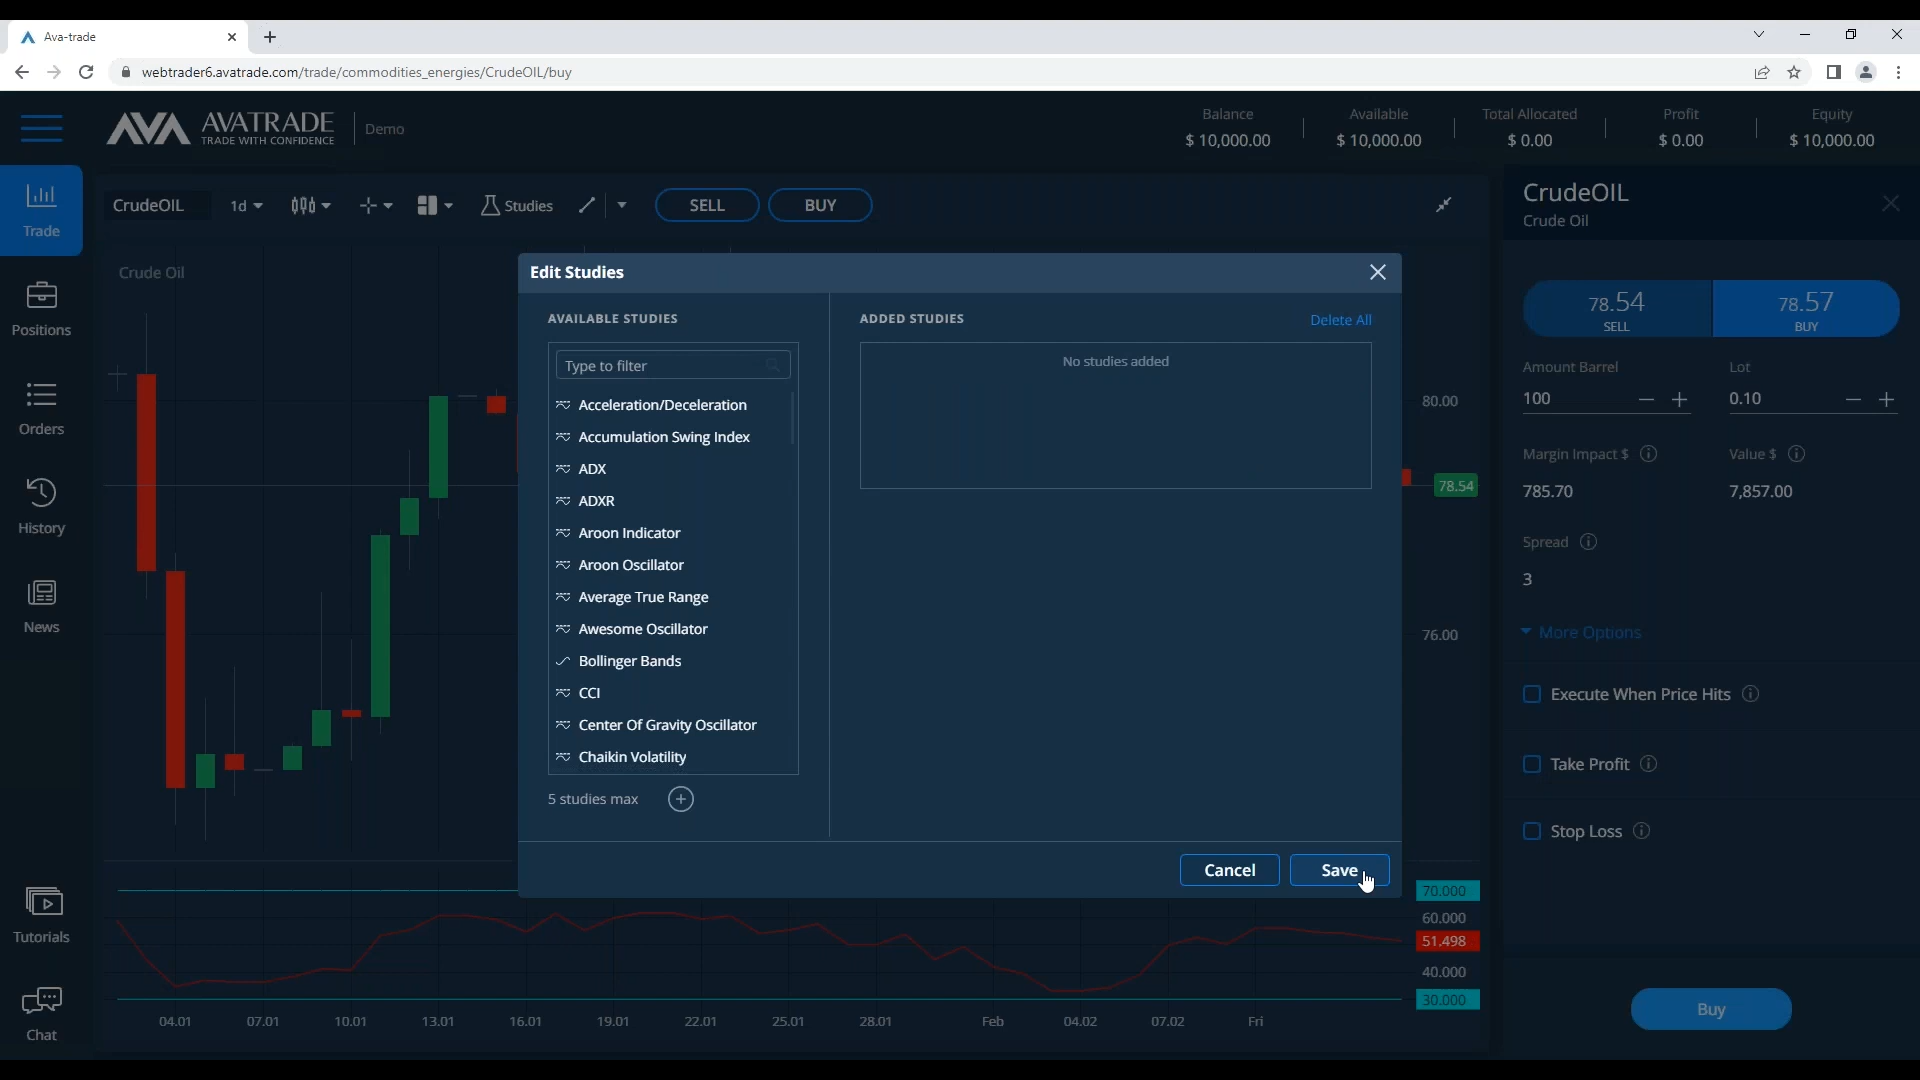 Ava-trade
webtrader6.avatrade.com/trade/commodities_energies/CrudeOIL/buy
AVA AVATRADE
TRADE WITH CONFIDENCE
Demo
Balance
$ 10,000.00
Available
$ 10,000.00
Total Allocated
$ 0.00
Profit
$ 0.00
Equity
$ 10,000.00
Trade
Positions
Orders
History
News
Tutorials
Chat
CrudeOIL
1d
Studies
SELL
BUY
Crude Oil
Edit Studies
AVAILABLE STUDIES
Type to filter
Acceleration/Deceleration
Accumulation Swing Index
ADX
ADXR
Aroon Indicator
Aroon Oscillator
Average True Range
Awesome Oscillator
Bollinger Bands
CCI
Center Of Gravity Oscillator
Chaikin Volatility
5 studies max
ADDED STUDIES
Delete All
No studies added
Cancel
Save
80.00
78.54
76.00
70.000
60.000
51.498
40.000
30.000
04.01 07.01 10.01 13.01 16.01 19.01 22.01 25.01 28.01 Feb 04.02 07.02 Fri
CrudeOIL
Crude Oil
78.54
SELL
78.57
BUY
Amount Barrel
100
Lot
0.10
Margin Impact $
785.70
Value $
7,857.00
Spread
3
More Options
Execute When Price Hits
Take Profit
Stop Loss
Buy